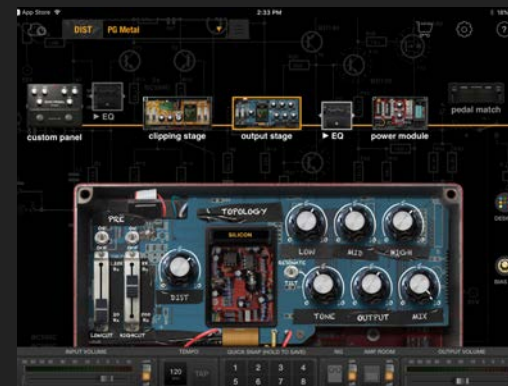 App Store
2:33 PM
18%
DIST
PG Metal
EQ
EQ
pedal match
custom panel
clipping stage
output stage
power module
PRE
TOPOLOGY
SILICON
LOW
MID
HIGH
DIST
TONE
OUTPUT
MIX
LOWCUT
HIGHCUT
INPUT VOLUME
TEMPO
QUICK SNAP (HOLD TO SAVE)
RIG
AMP ROOM
OUTPUT VOLUME
120
TAP
1 2 3 4
5 6 7 8